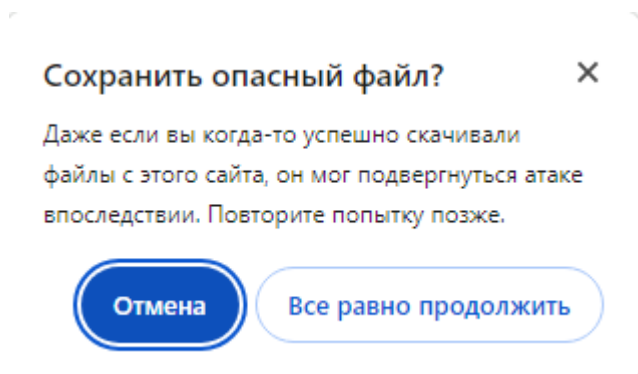 Сохранить опасный файл?
Даже если вы когда-то успешно скачивали
файлы с этого сайта, он мог подвергнуться атаке
впоследствии. Повторите попытку позже.
Отмена
Все равно продолжить